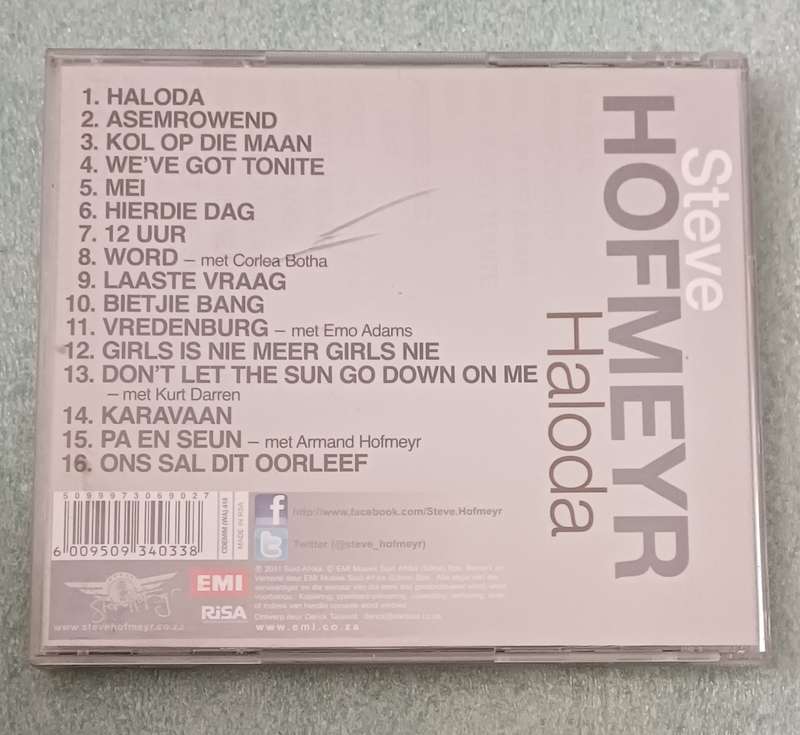 1. HALODA
2. ASEMROWEND
3. KOL OP DIE MAAN
4. WE'VE GOT TONITE
5. MEI
6. HIERDIE DAG
7. 12 UUR
8. WORD – met Corlea Botha
9. LAASTE VRAAG
10. BIETJIE BANG
11. VREDENBURG – met Emo Adams
12. GIRLS IS NIE MEER GIRLS NIE
13. DON'T LET THE SUN GO DOWN ON ME
– met Kurt Darren
14. KARAVAAN
15. PA EN SEUN – met Armand Hofmeyr
16. ONS SAL DIT OORLEEF
Steve
HOFMEYR
Haloda
5099973069027
6 009509 340338
MADE IN RSA
http://www.facebook.com/Steve.Hofmeyr
Twitter (@steve_hofmeyr)
EMI
RiSA
www.stevehofmeyr.co.za
www.emi.co.za